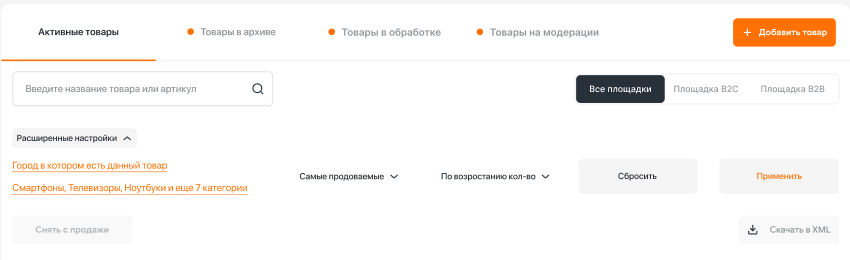 Активные товары
Товары в архиве
Товары в обработке
Товары на модерации
+ Добавить товар
Введите название товара или артикул
Все площадки
Площадка B2C
Площадка B2B
Расширенные настройки
Город в котором есть данный товар
Смартфоны, Телевизоры, Ноутбуки и еще 7 категории
Самые продоваемые
По возростанию кол-во
Сбросить
Применить
Снять с продажи
Скачать в XML